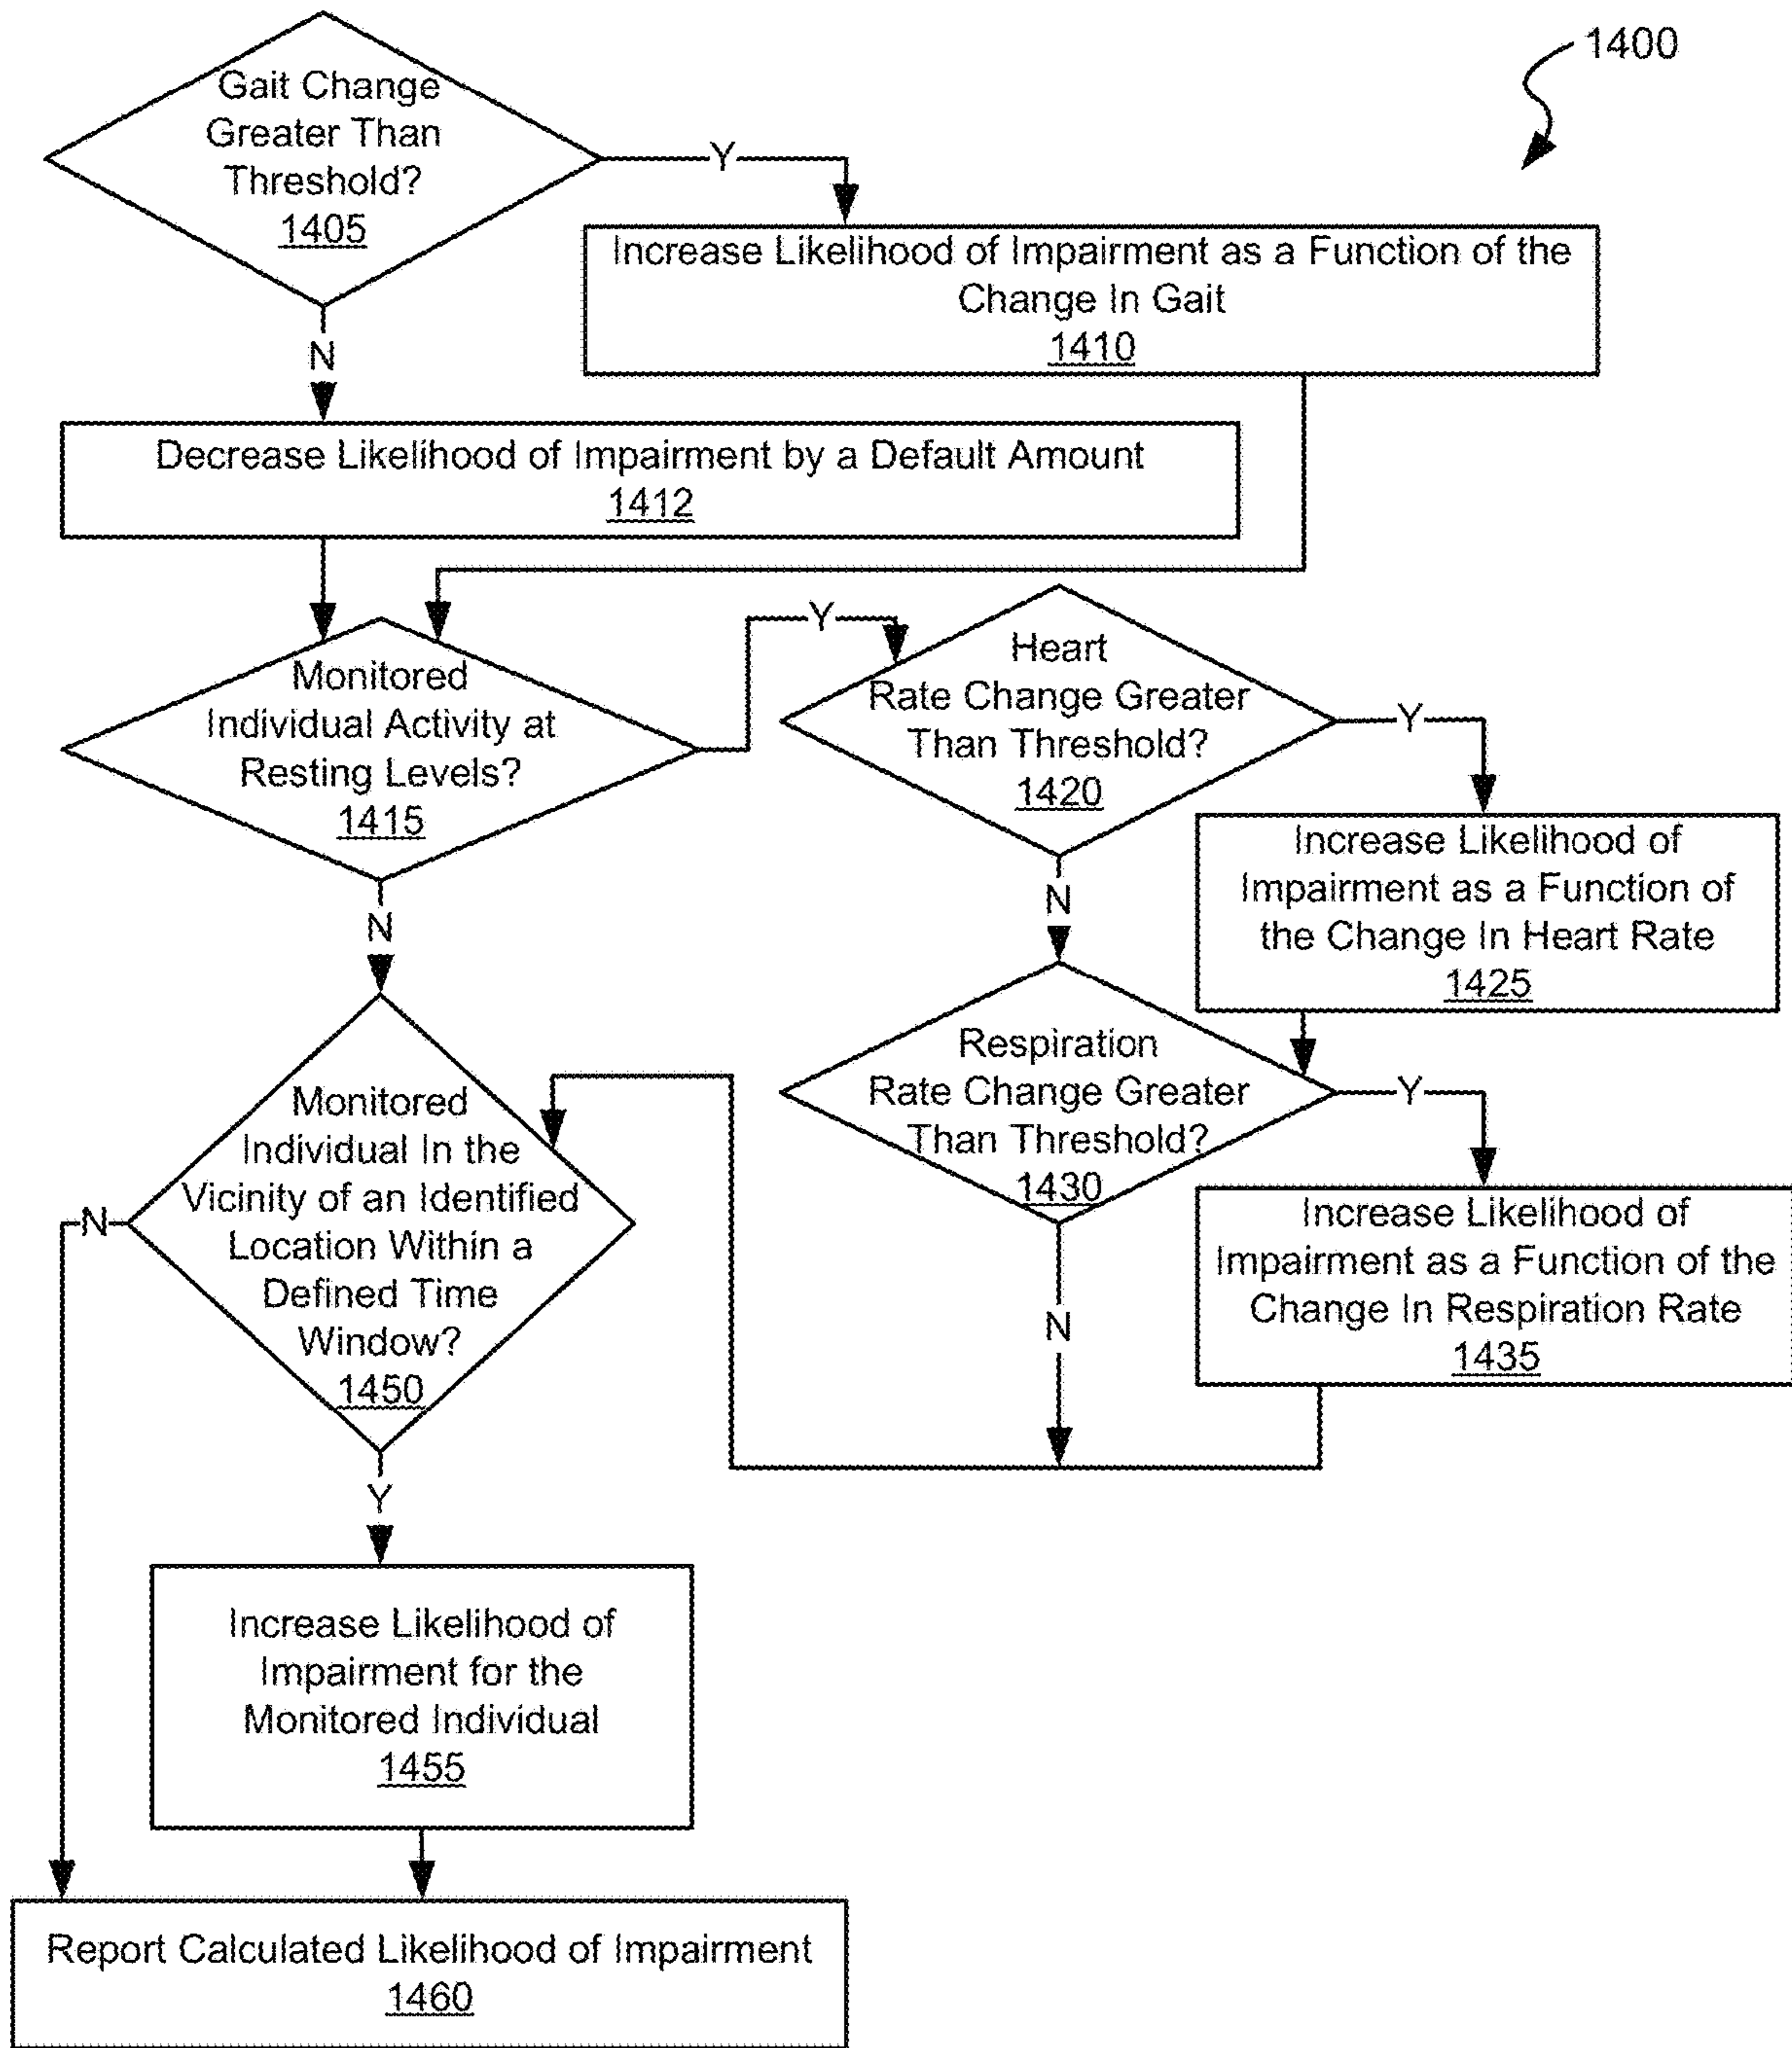 1400
Gait Change
Greater Than
Threshold?
1405
Y
N
Increase Likelihood of Impairment as a Function of the
Change In Gait
1410
Decrease Likelihood of Impairment by a Default Amount
1412
Monitored
Individual Activity at
Resting Levels?
1415
Y
N
Heart
Rate Change Greater
Than Threshold?
1420
Y
N
Increase Likelihood of
Impairment as a Function of
the Change In Heart Rate
1425
Respiration
Rate Change Greater
Than Threshold?
1430
Y
N
Increase Likelihood of
Impairment as a Function of the
Change In Respiration Rate
1435
Monitored
Individual In the
Vicinity of an Identified
Location Within a
Defined Time
Window?
1450
N
Y
Increase Likelihood of
Impairment for the
Monitored Individual
1455
Report Calculated Likelihood of Impairment
1460